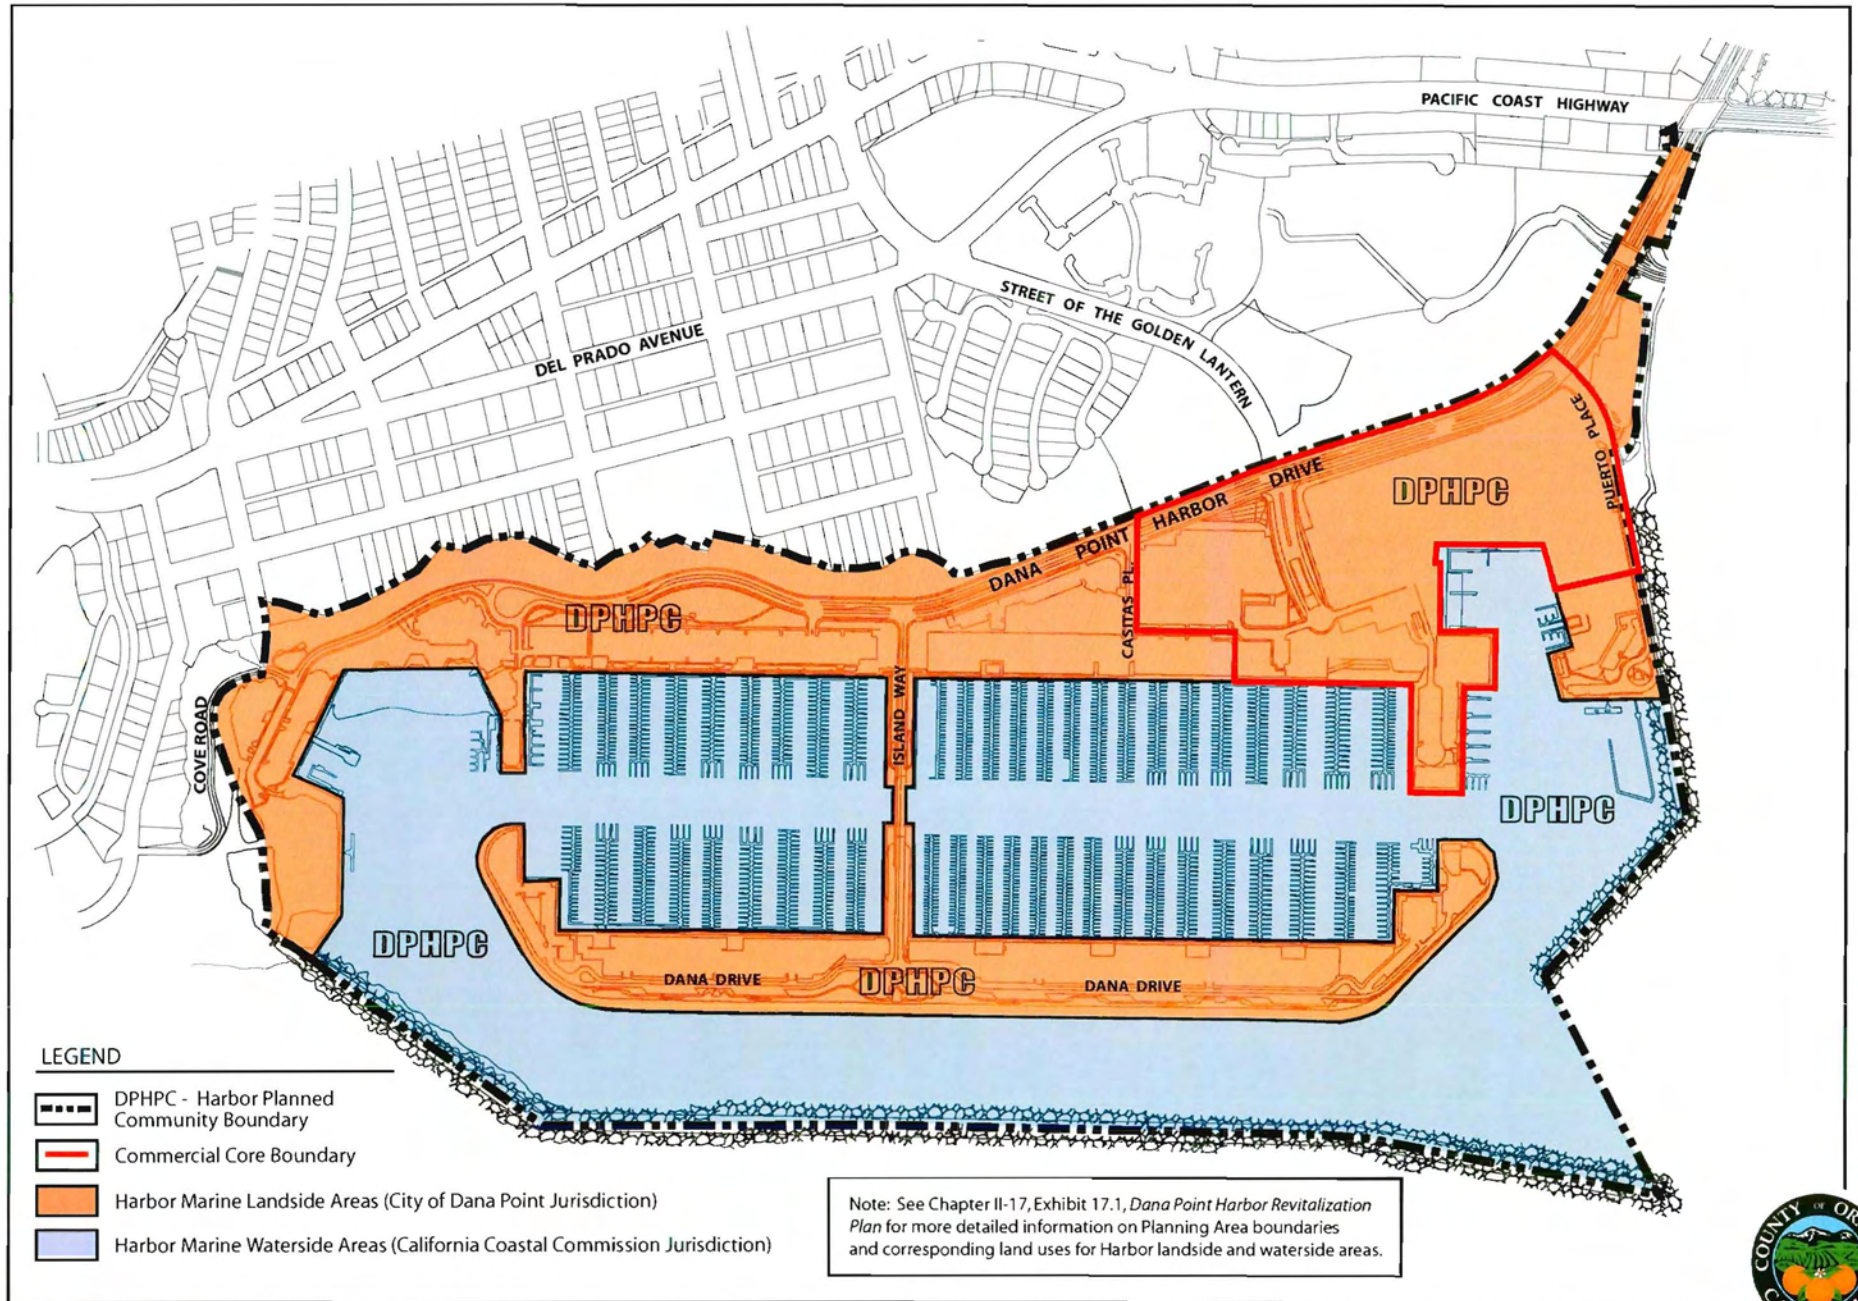 PACIFIC COAST HIGHWAY
STREET OF THE GOLDEN LANTERN
DEL PRADO AVENUE
PUERTO PLACE
DPHPC
DANA POINT HARBOR DRIVE
CASITAS PL.
DPHPC
ISLAND WAY
COVE ROAD
DPHPC
DPHPC
DANA DRIVE
DPHPC
DANA DRIVE
LEGEND
DPHPC - Harbor Planned
Community Boundary
Commercial Core Boundary
Harbor Marine Landside Areas (City of Dana Point Jurisdiction)
Harbor Marine Waterside Areas (California Coastal Commission Jurisdiction)
Note: See Chapter II-17, Exhibit 17.1, Dana Point Harbor Revitalization
Plan for more detailed information on Planning Area boundaries
and corresponding land uses for Harbor landside and waterside areas.
COUNTY OF OR